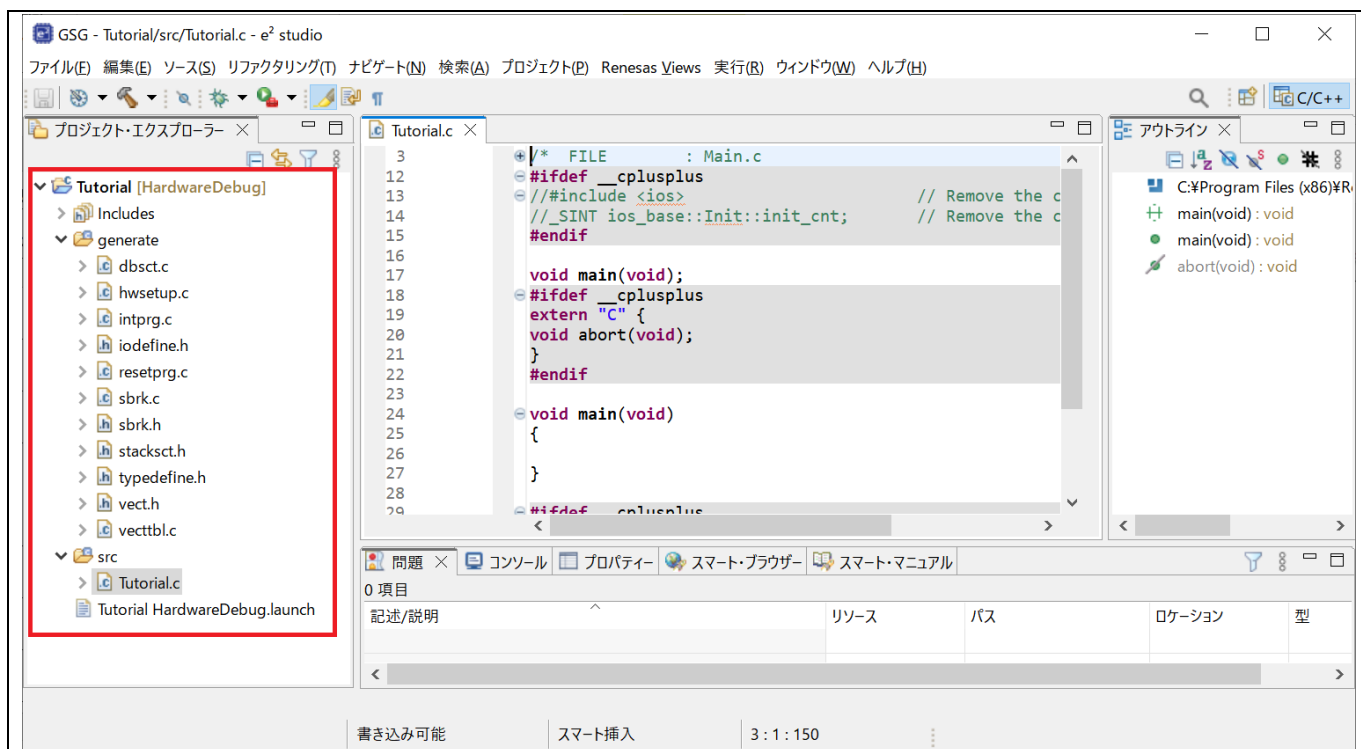 GSG - Tutorial/src/Tutorial.c - e² studio
ファイル(F) 編集(E) ソース(S) リファクタリング(T) ナビゲート(N) 検索(A) プロジェクト(P) Renesas Views 実行(R) ウィンドウ(W) ヘルプ(H)
C/C++
プロジェクト・エクスプローラー
Tutorial [HardwareDebug]
Includes
generate
dbsct.c
hwsetup.c
intprg.c
iodefine.h
resetprg.c
sbrk.c
sbrk.h
stacksct.h
typedefine.h
vect.h
vecttbl.c
src
Tutorial.c
Tutorial HardwareDebug.launch
Tutorial.c
3 /* FILE : Main.c
12 #ifdef __cplusplus
13 //#include <ios> // Remove the c
14 //_SINT ios_base::Init::init_cnt; // Remove the c
15 #endif
16
17 void main(void);
18 #ifdef __cplusplus
19 extern "C" {
20 void abort(void);
21 }
22 #endif
23
24 void main(void)
25 {
26
27 }
28
29 #ifdef __cplusplus
アウトライン
C:¥Program Files (x86)¥R
main(void) : void
main(void) : void
abort(void) : void
問題 コンソール プロパティー スマート・ブラウザー スマート・マニュアル
0 項目
記述/説明 リソース パス ロケーション 型
書き込み可能 スマート挿入 3 : 1 : 150